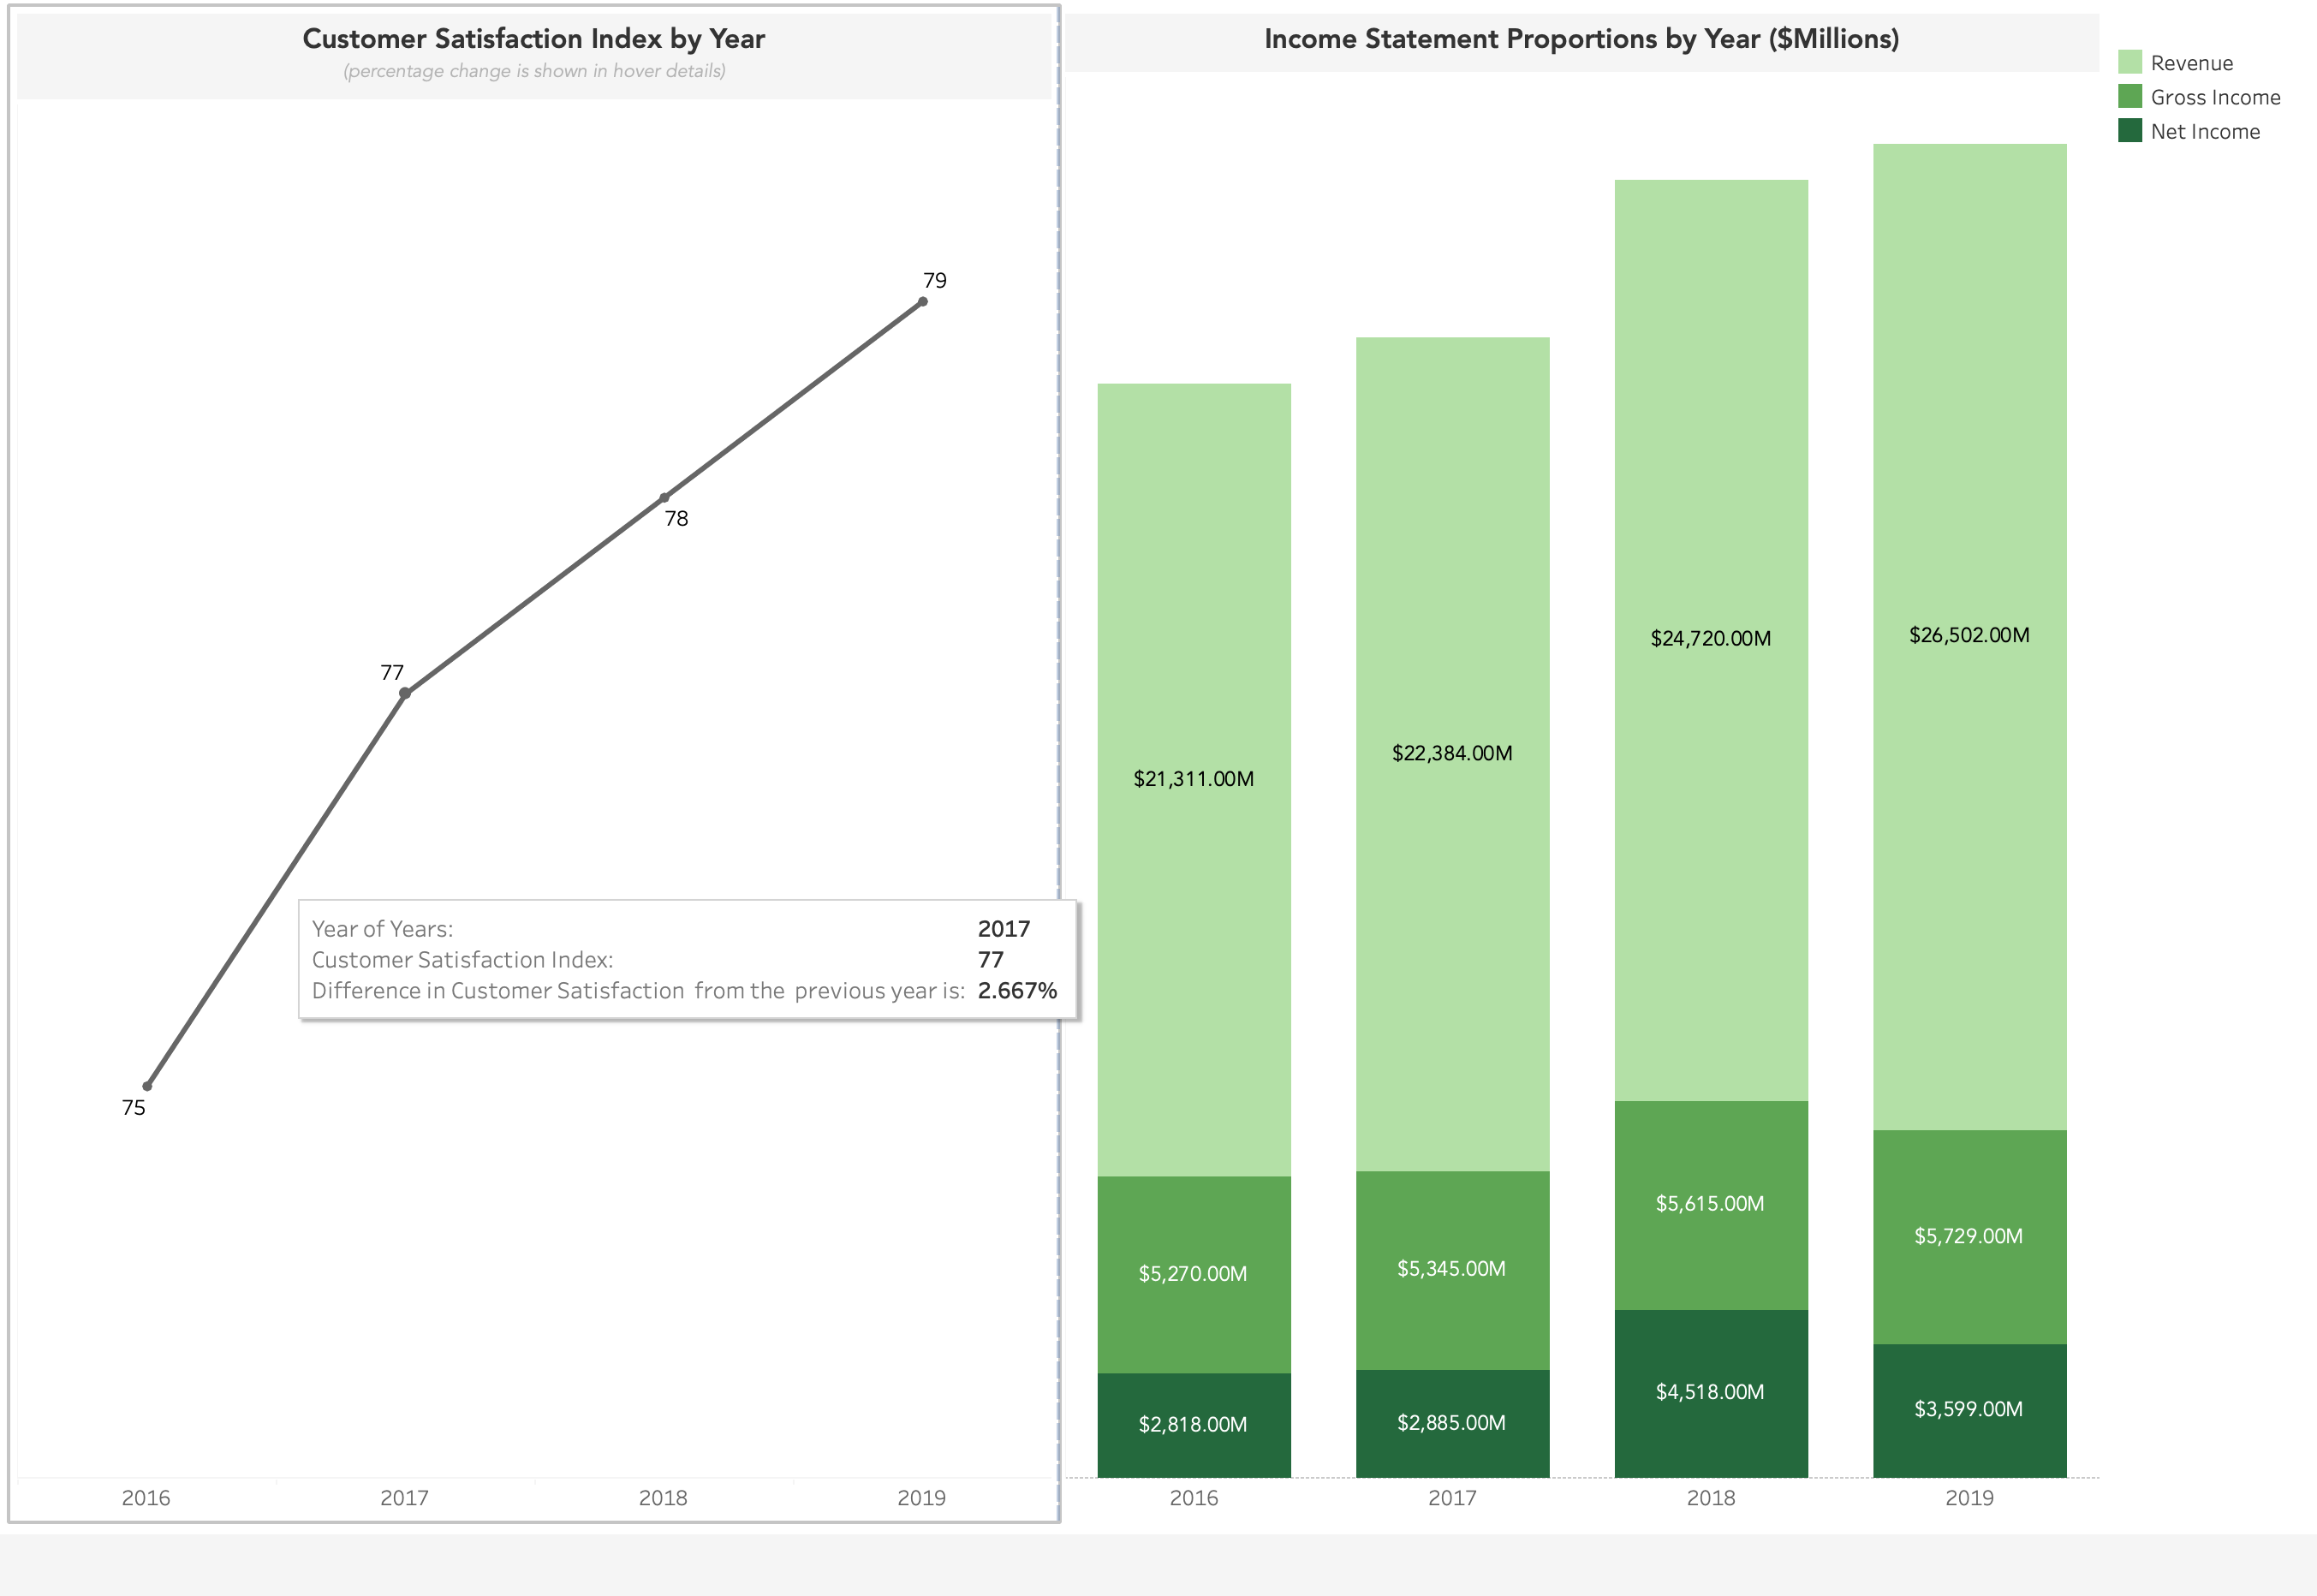 Customer Satisfaction Index by Year
(percentage change is shown in hover details)
79
78
77
75
Year of Years: 2017
Customer Satisfaction Index: 77
Difference in Customer Satisfaction from the previous year is: 2.667%
2016 2017 2018 2019
Income Statement Proportions by Year ($Millions)
$21,311.00M
$5,270.00M
$2,818.00M
$22,384.00M
$5,345.00M
$2,885.00M
$24,720.00M
$5,615.00M
$4,518.00M
$26,502.00M
$5,729.00M
$3,599.00M
2016 2017 2018 2019
Revenue
Gross Income
Net Income